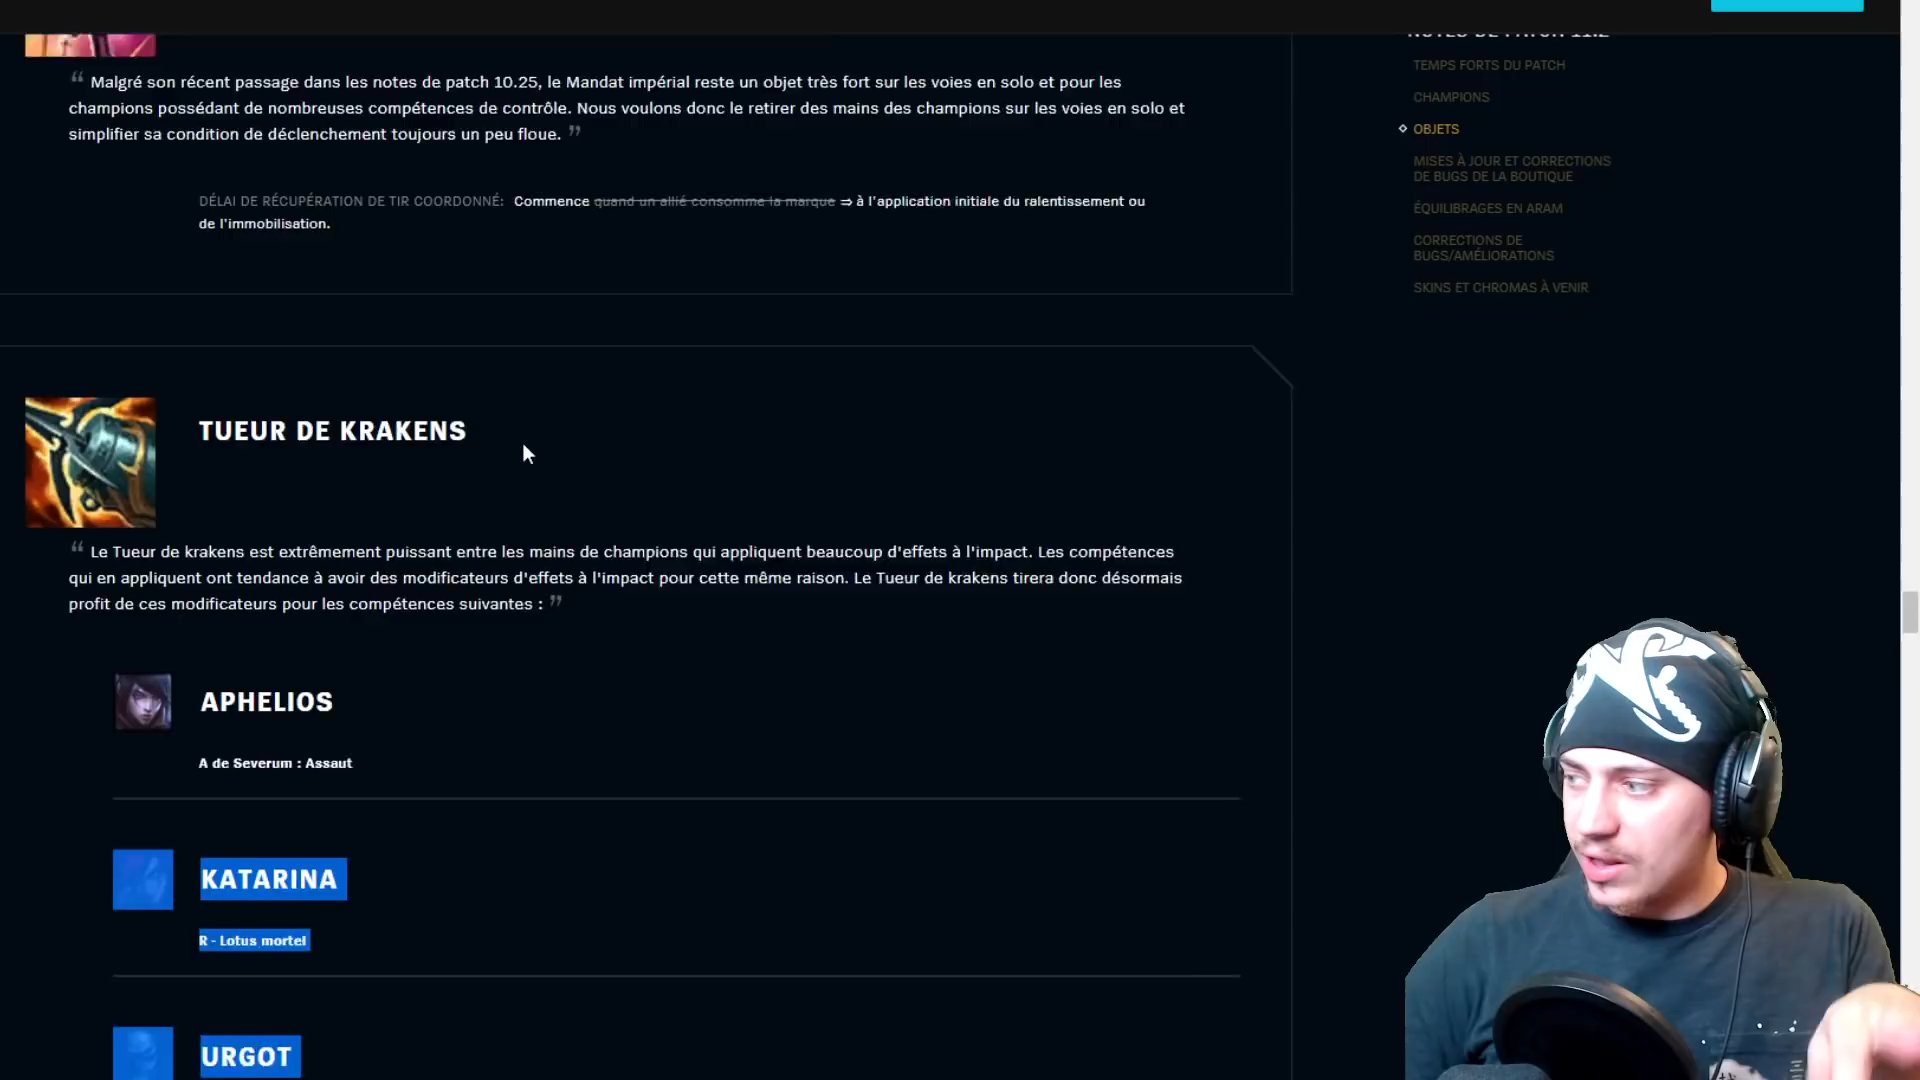 NOTES DE PATCH 11.2
“ Malgré son récent passage dans les notes de patch 10.25, le Mandat impérial reste un objet très fort sur les voies en solo et pour les
champions possédant de nombreuses compétences de contrôle. Nous voulons donc le retirer des mains des champions sur les voies en solo et
simplifier sa condition de déclenchement toujours un peu floue. ”
DÉLAI DE RÉCUPÉRATION DE TIR COORDONNÉ: Commence quand un allié consomme la marque ⇒ à l'application initiale du ralentissement ou
de l'immobilisation.
TEMPS FORTS DU PATCH
CHAMPIONS
OBJETS
MISES À JOUR ET CORRECTIONS
DE BUGS DE LA BOUTIQUE
ÉQUILIBRAGES EN ARAM
CORRECTIONS DE
BUGS/AMÉLIORATIONS
SKINS ET CHROMAS À VENIR
TUEUR DE KRAKENS
“ Le Tueur de krakens est extrêmement puissant entre les mains de champions qui appliquent beaucoup d'effets à l'impact. Les compétences
qui en appliquent ont tendance à avoir des modificateurs d'effets à l'impact pour cette même raison. Le Tueur de krakens tirera donc désormais
profit de ces modificateurs pour les compétences suivantes : ”
APHELIOS
A de Severum : Assaut
KATARINA
R - Lotus mortel
URGOT